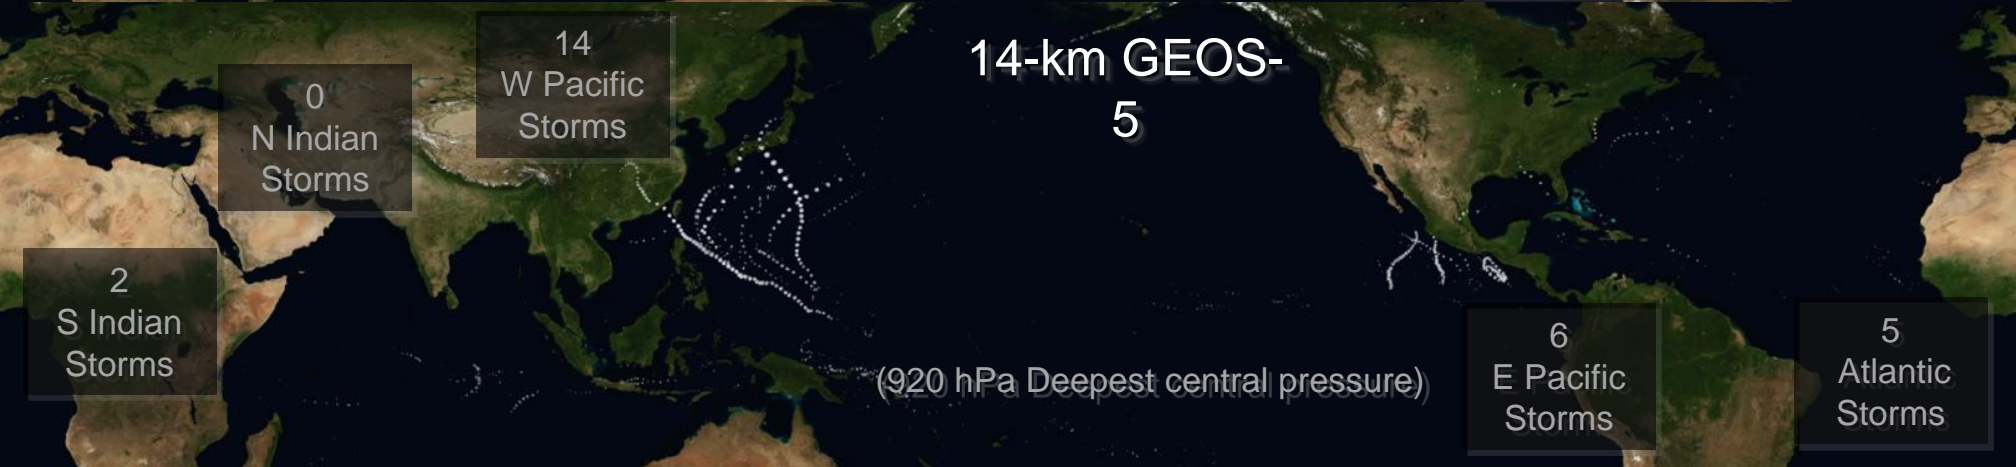 14-km GEOS-
5
14
W Pacific
Storms
0
N Indian
Storms
2
S Indian
Storms
(920 hPa Deepest central pressure)
6
E Pacific
Storms
5
Atlantic
Storms